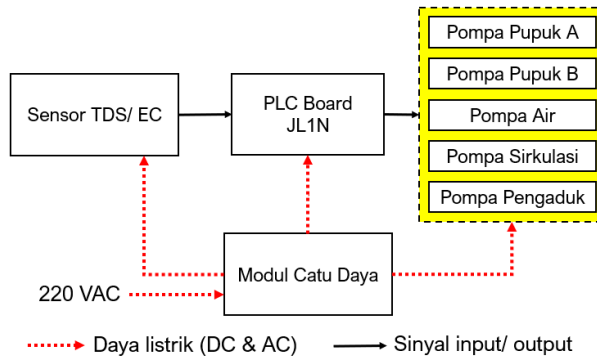 Pompa Pupuk A
Pompa Pupuk B
Sensor TDS/ EC
PLC Board
JL1N
Pompa Air
Pompa Sirkulasi
Pompa Pengaduk
Modul Catu Daya
220 VAC
Daya listrik (DC & AC)
Sinyal input/ output